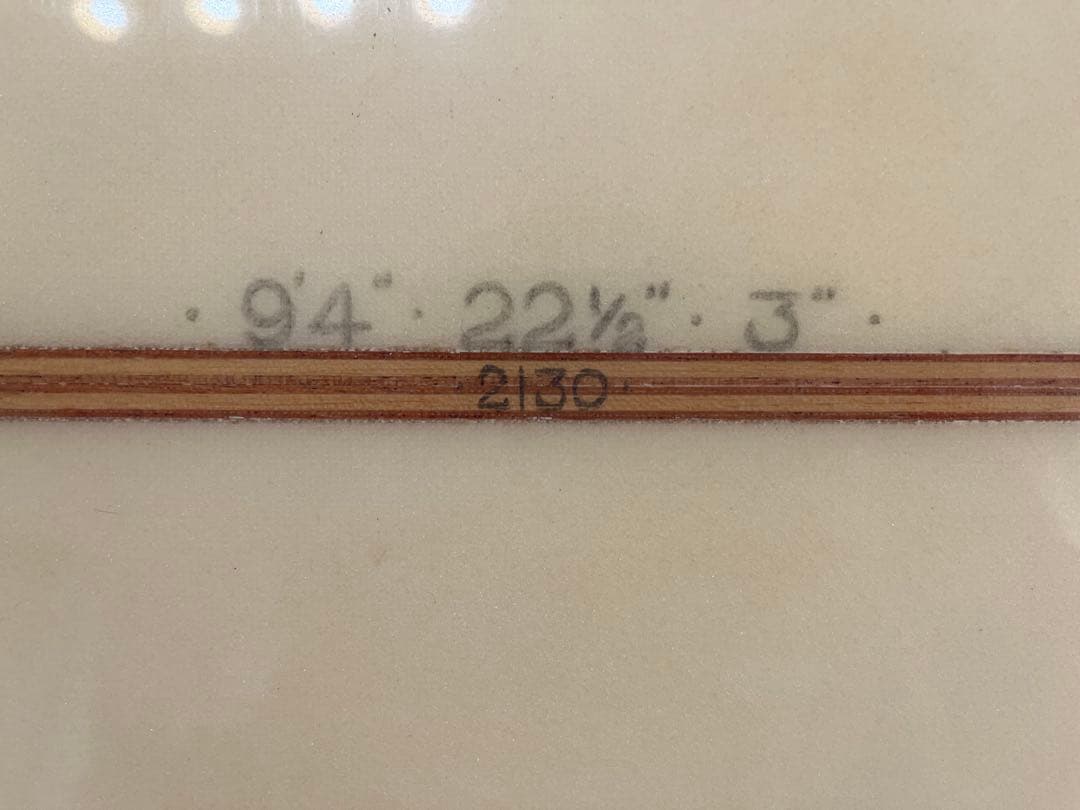 · 9'4" · 22½" · 3" ·
· 2130 ·